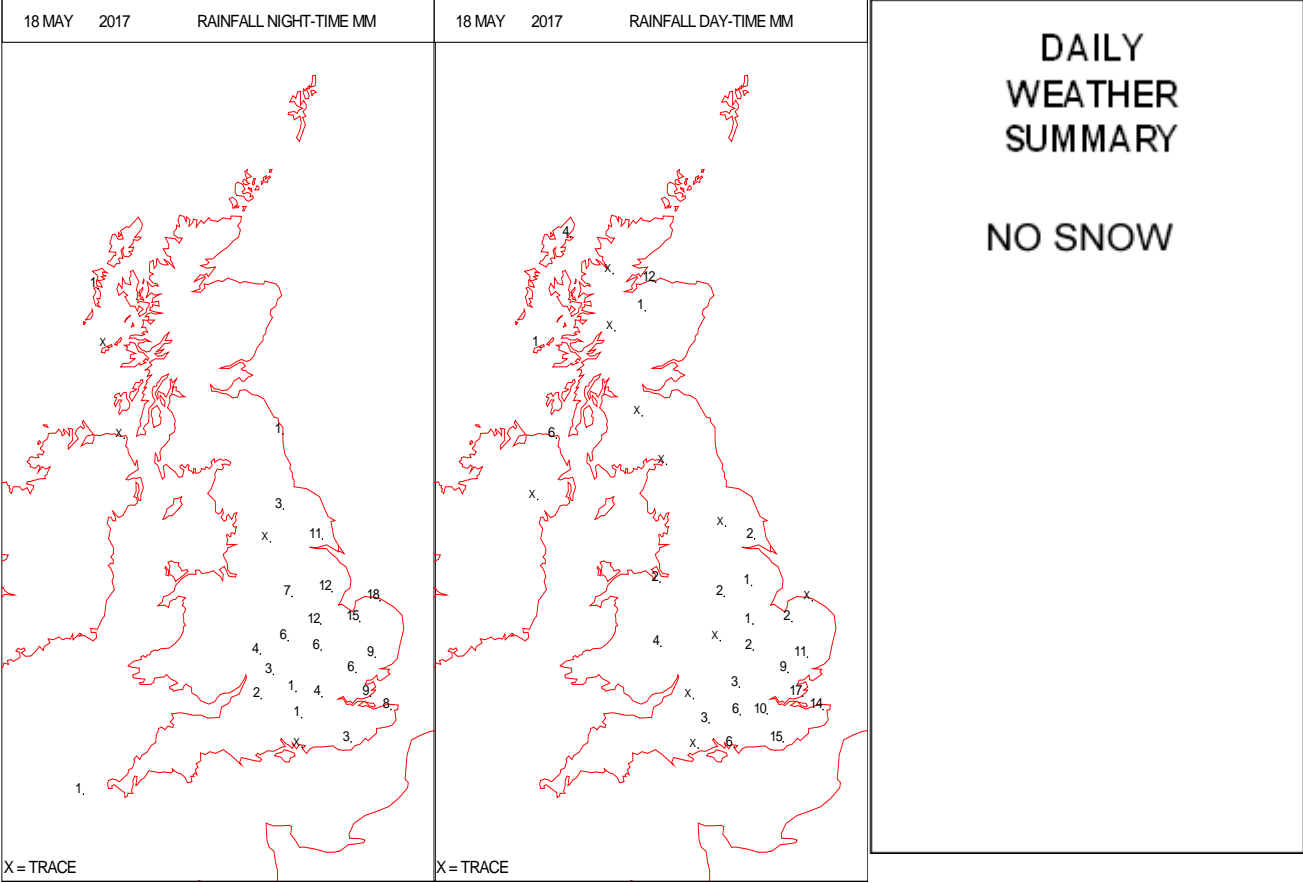 18 MAY 2017 RAINFALL NIGHT-TIME MM
1
X
X
1
3
X
11
7
12
18
12
15
6
6
4
9
3
6
1
2
4
9
8
1
X
3
1
X = TRACE
18 MAY 2017 RAINFALL DAY-TIME MM
4
X
12
1
X
1
X
6
X
X
X
2
2
1
2
X
1
2
X
4
2
11
9
3
X
17
14
3
6
10
X
6
15
X = TRACE
DAILY
WEATHER
SUMMARY
NO SNOW